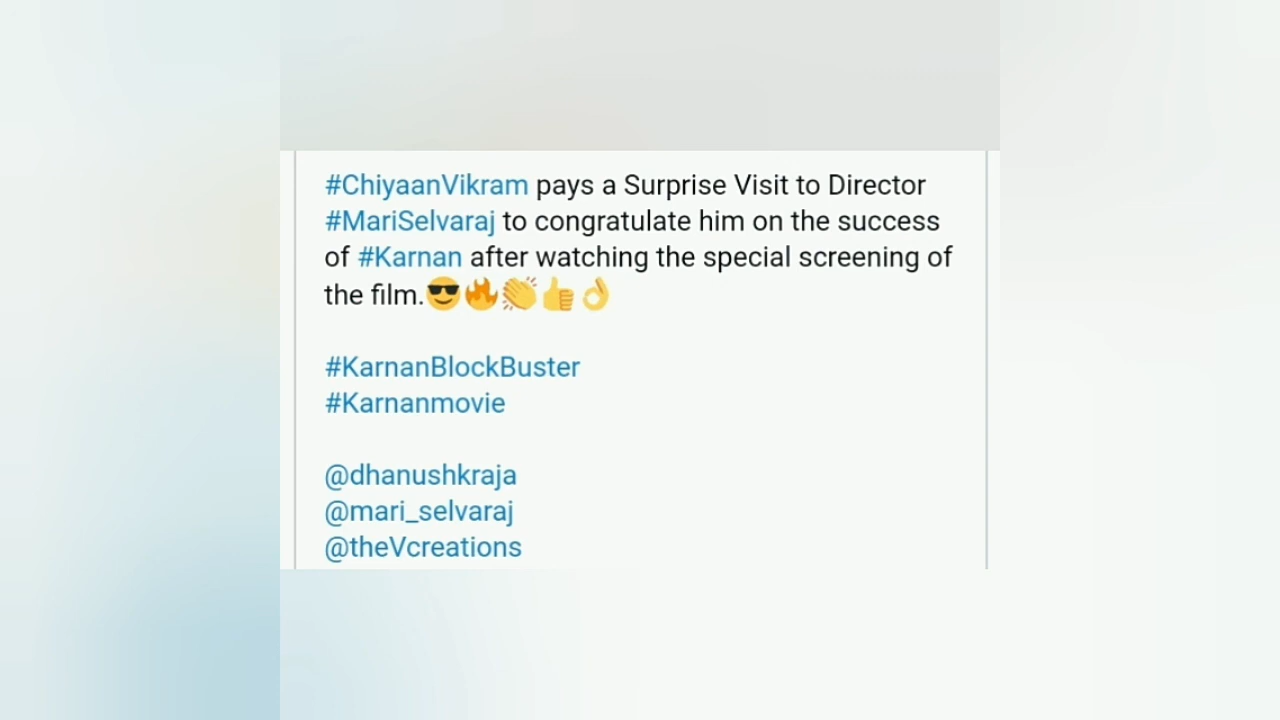 #ChiyaanVikram pays a Surprise Visit to Director
#MariSelvaraj to congratulate him on the success
of #Karnan after watching the special screening of
the film.😎🔥👏👍👌
#KarnanBlockBuster
#Karnanmovie
@dhanushkraja
@mari_selvaraj
@theVcreations